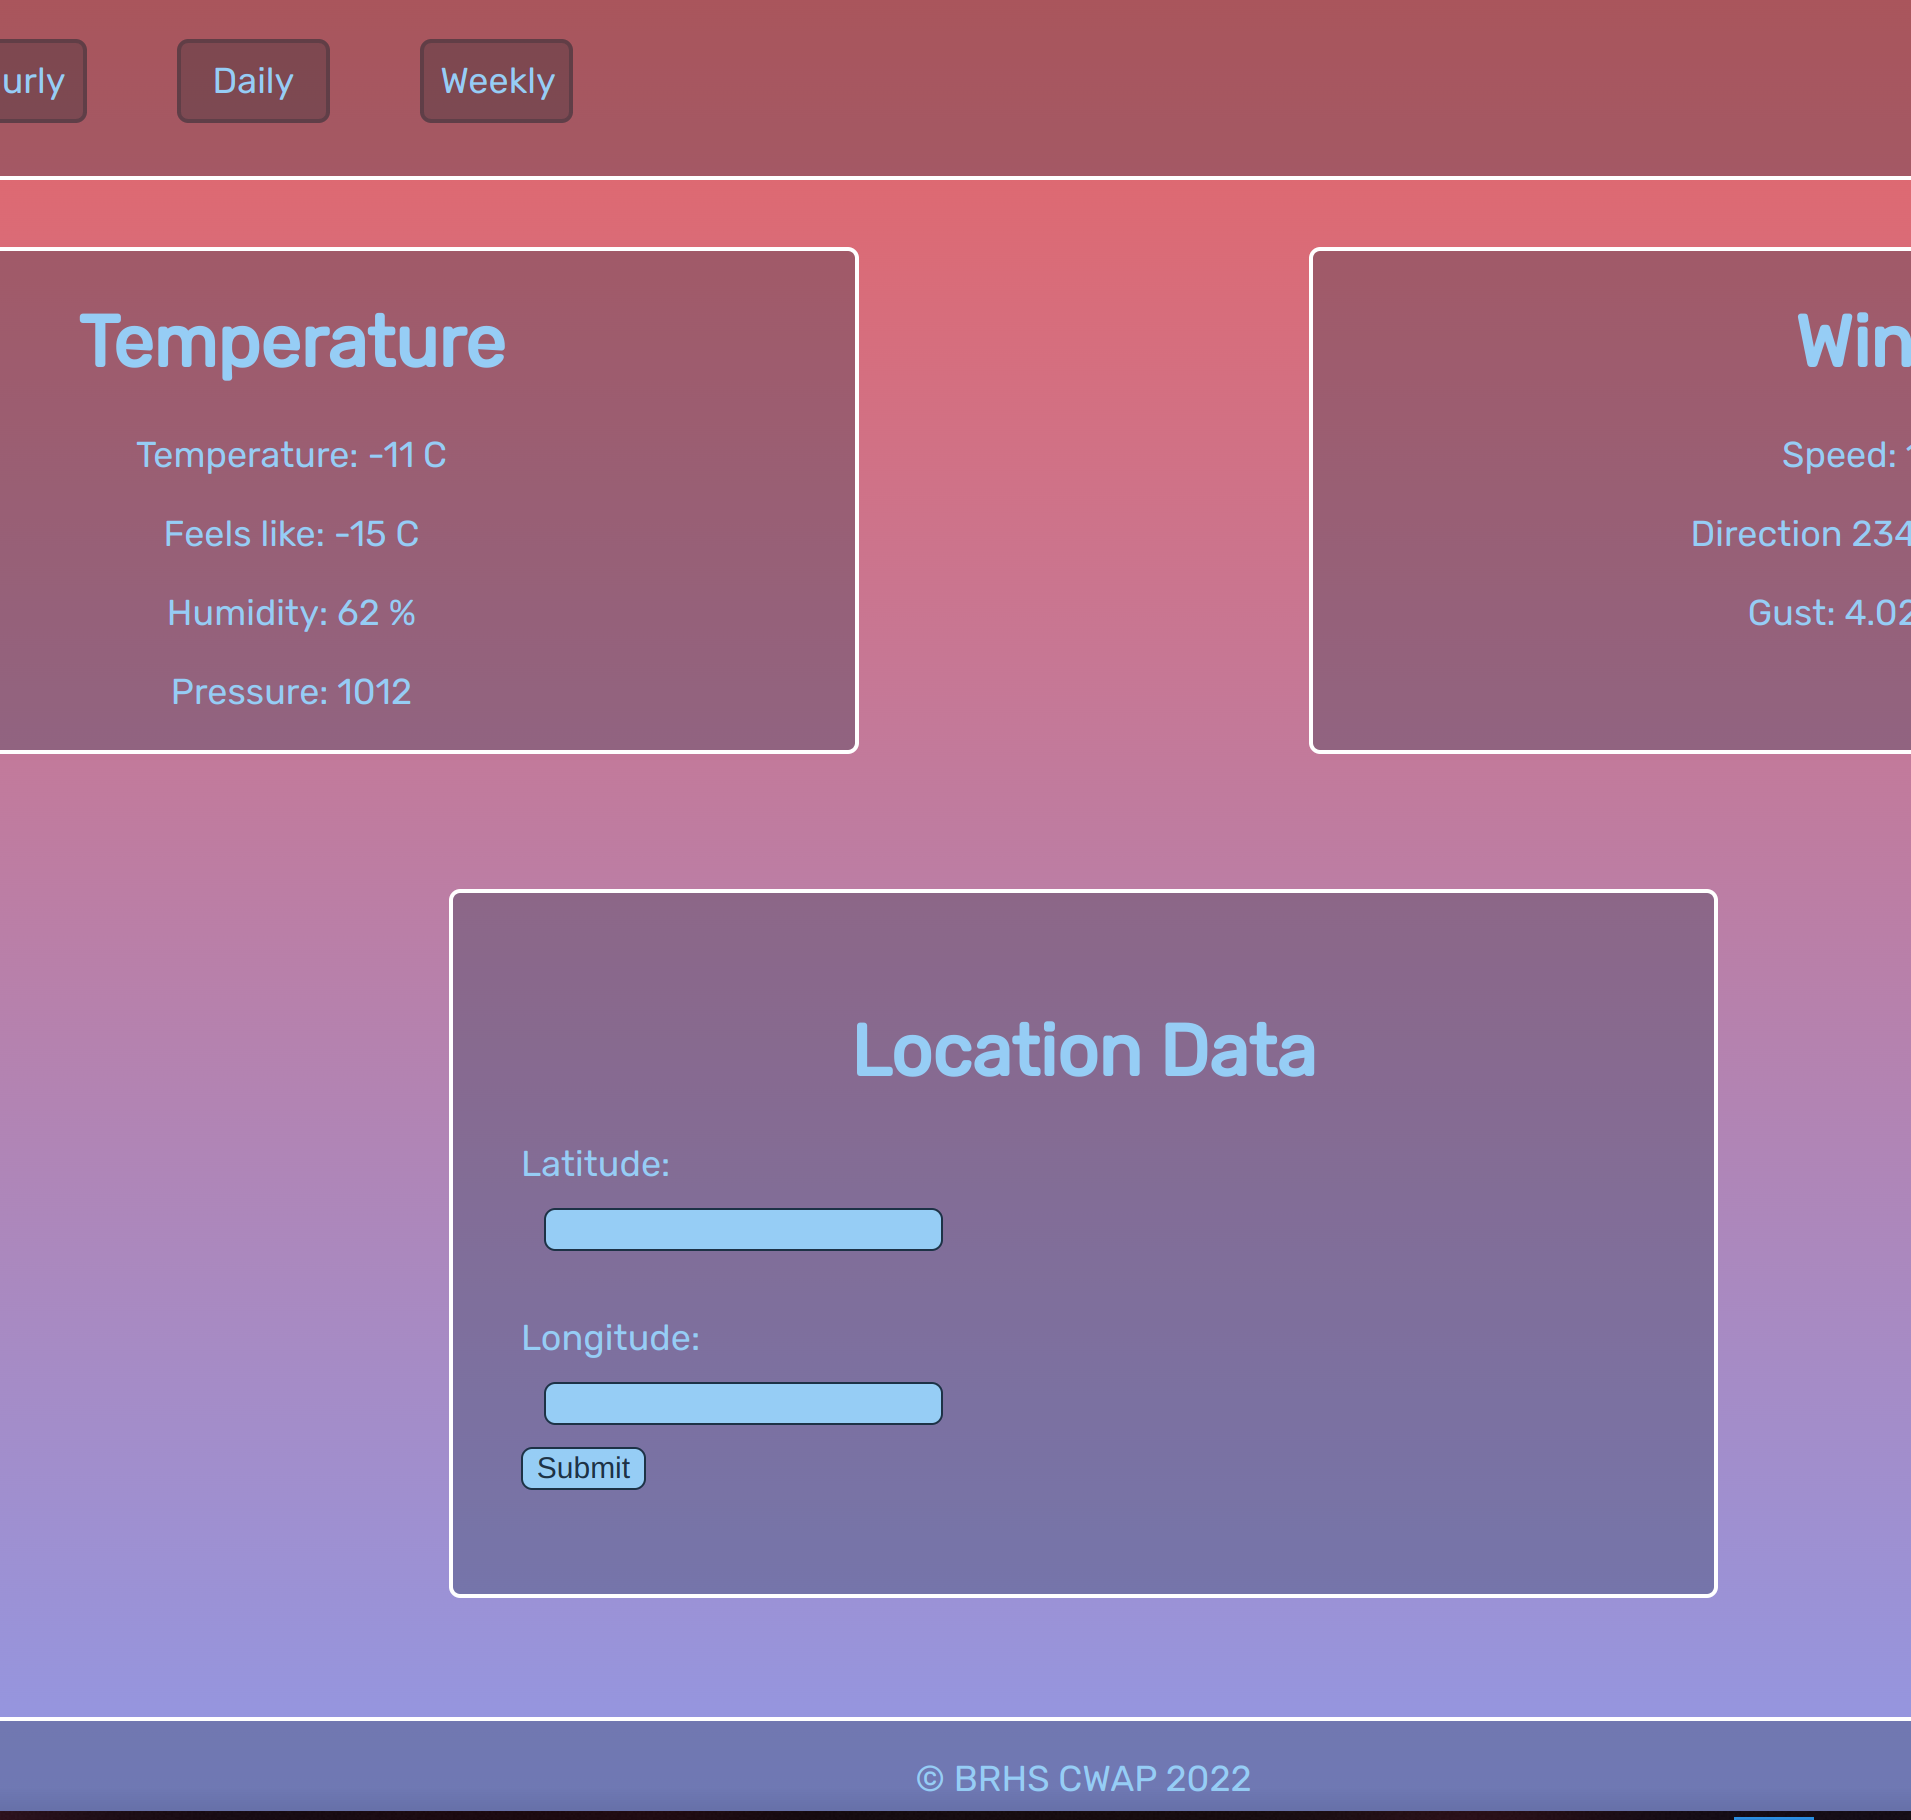 urly Daily Weekly
Temperature
Temperature: -11 C
Feels like: -15 C
Humidity: 62 %
Pressure: 1012
Win
Speed:
Direction 234
Gust: 4.02
Location Data
Latitude:
Longitude:
Submit
© BRHS CWAP 2022